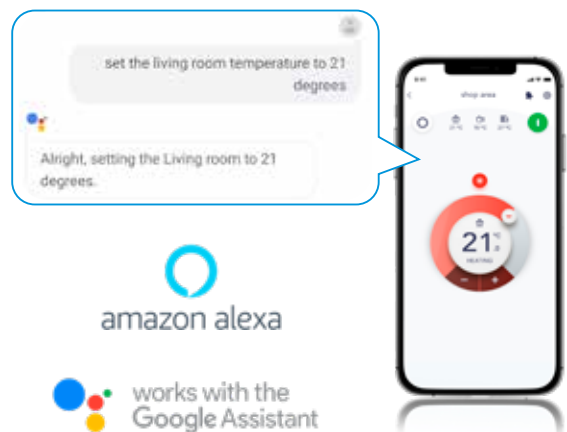 set the living room temperature to 21
degrees
Alright, setting the Living room to 21
degrees.
shop area
21
HEATING
amazon alexa
works with the
Google Assistant